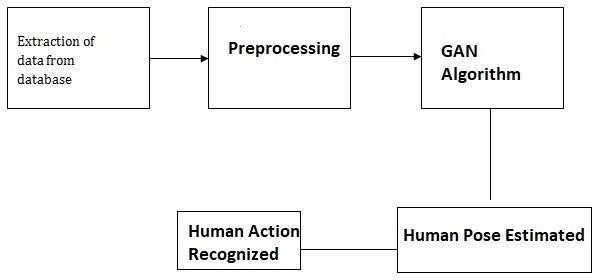 Extraction of
data from
database
Preprocessing
GAN
Algorithm
Human Action
Recognized
Human Pose Estimated